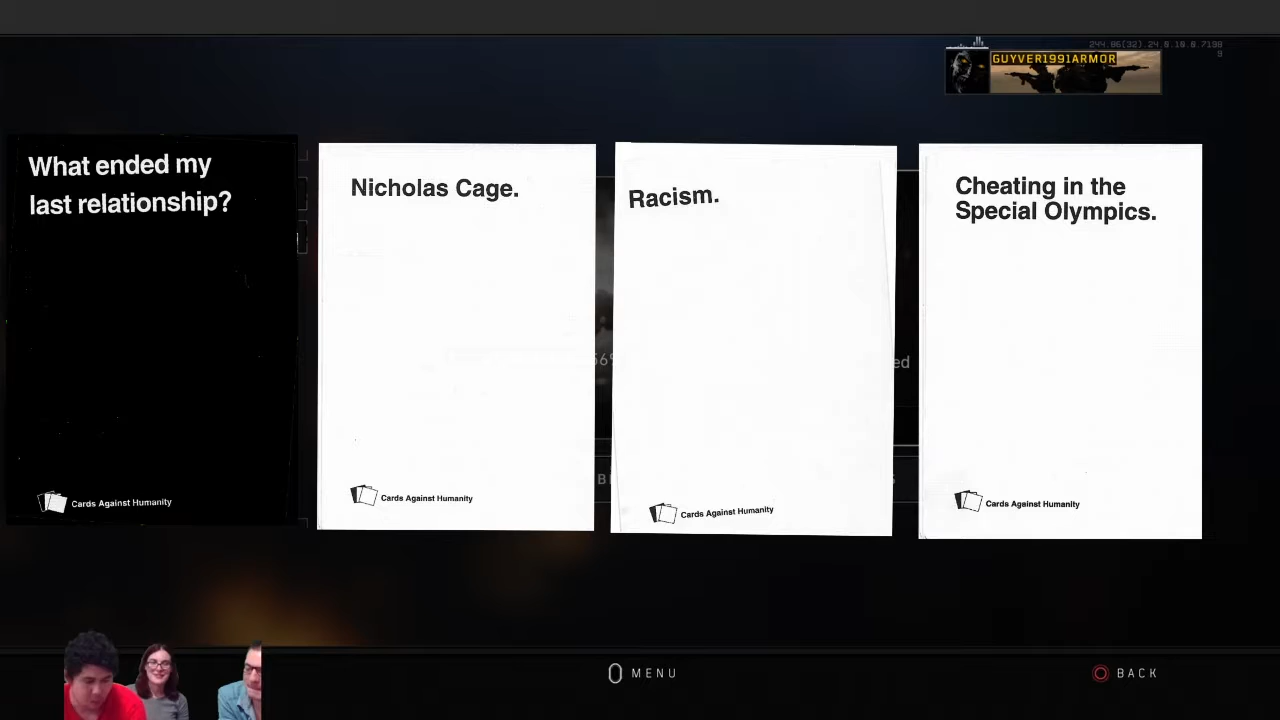 GUYVER1991ARMOR
What ended my
last relationship?
Nicholas Cage.
Racism.
Cheating in the
Special Olympics.
ed
Cards Against Humanity
Cards Against Humanity
Cards Against Humanity
Cards Against Humanity
MENU
BACK